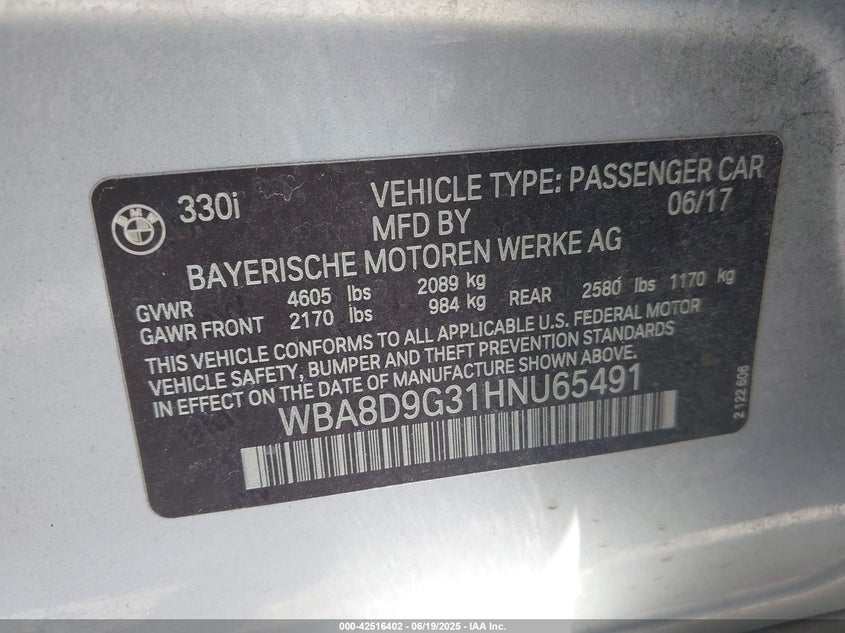 BMW
330i
VEHICLE TYPE: PASSENGER CAR
MFD BY 06/17
BAYERISCHE MOTOREN WERKE AG
GVWR 4605 lbs 2089 kg
GAWR FRONT 2170 lbs 984 kg REAR 2580 lbs 1170 kg
THIS VEHICLE CONFORMS TO ALL APPLICABLE U.S. FEDERAL MOTOR
VEHICLE SAFETY, BUMPER AND THEFT PREVENTION STANDARDS
IN EFFECT ON THE DATE OF MANUFACTURE SHOWN ABOVE.
WBA8D9G31HNU65491
2 122 606
000-42516402 - 06/19/2025 - IAA Inc.